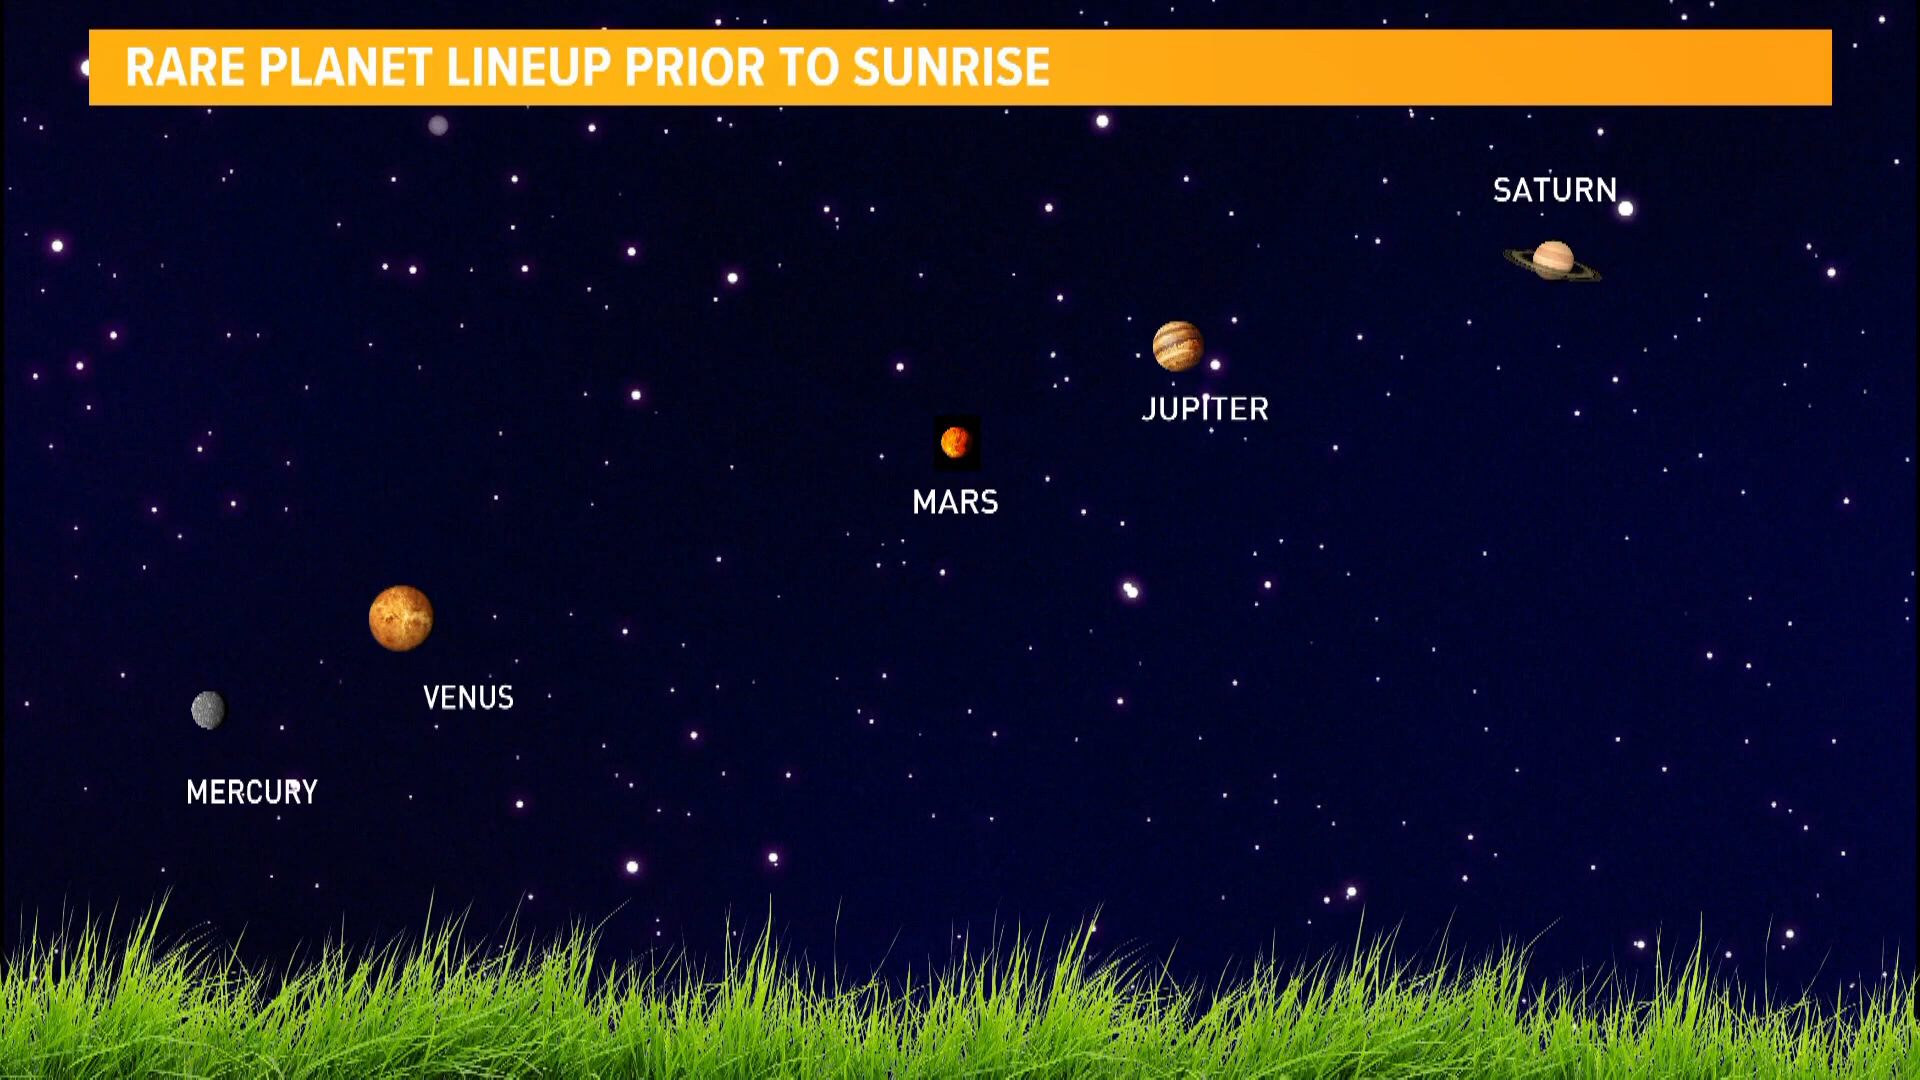 RARE PLANET LINEUP PRIOR TO SUNRISE
SATURN
JUPITER
MARS
VENUS
MERCURY